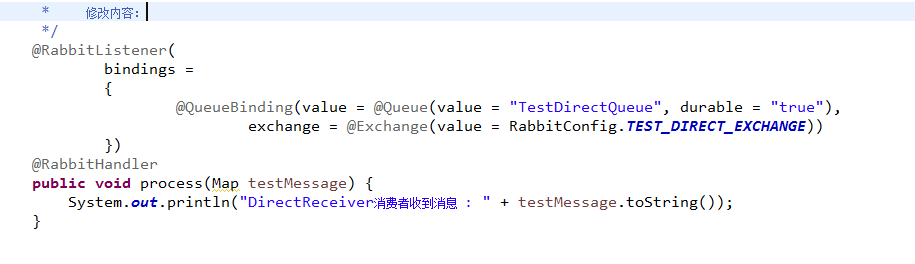 *    修改内容:
*/
@RabbitListener(
        bindings =
        {
                @QueueBinding(value = @Queue(value = "TestDirectQueue", durable = "true"),
                        exchange = @Exchange(value = RabbitConfig.TEST_DIRECT_EXCHANGE))
        })
@RabbitHandler
public void process(Map testMessage) {
    System.out.println("DirectReceiver消费者收到消息 : " + testMessage.toString());
}